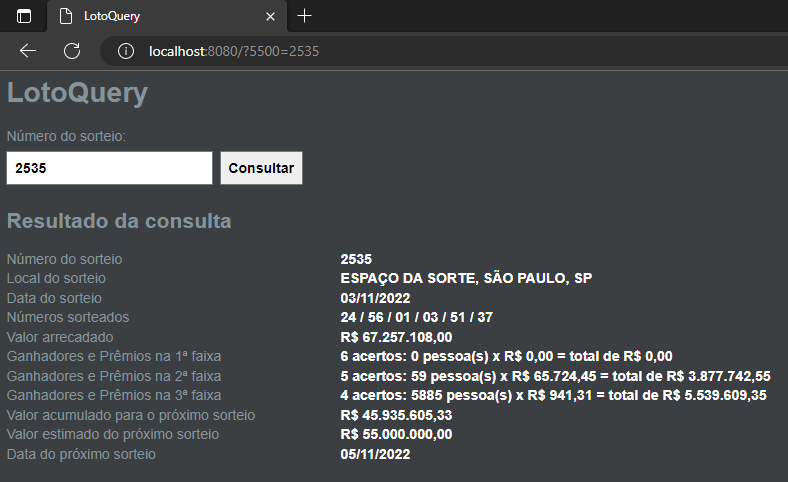 LotoQuery
localhost:8080/?5500=2535
LotoQuery
Número do sorteio:
2535 Consultar
Resultado da consulta
Número do sorteio 2535
Local do sorteio ESPAÇO DA SORTE, SÃO PAULO, SP
Data do sorteio 03/11/2022
Números sorteados 24 / 56 / 01 / 03 / 51 / 37
Valor arrecadado R$ 67.257.108,00
Ganhadores e Prêmios na 1ª faixa 6 acertos: 0 pessoa(s) x R$ 0,00 = total de R$ 0,00
Ganhadores e Prêmios na 2ª faixa 5 acertos: 59 pessoa(s) x R$ 65.724,45 = total de R$ 3.877.742,55
Ganhadores e Prêmios na 3ª faixa 4 acertos: 5885 pessoa(s) x R$ 941,31 = total de R$ 5.539.609,35
Valor acumulado para o próximo sorteio R$ 45.935.605,33
Valor estimado do próximo sorteio R$ 55.000.000,00
Data do próximo sorteio 05/11/2022